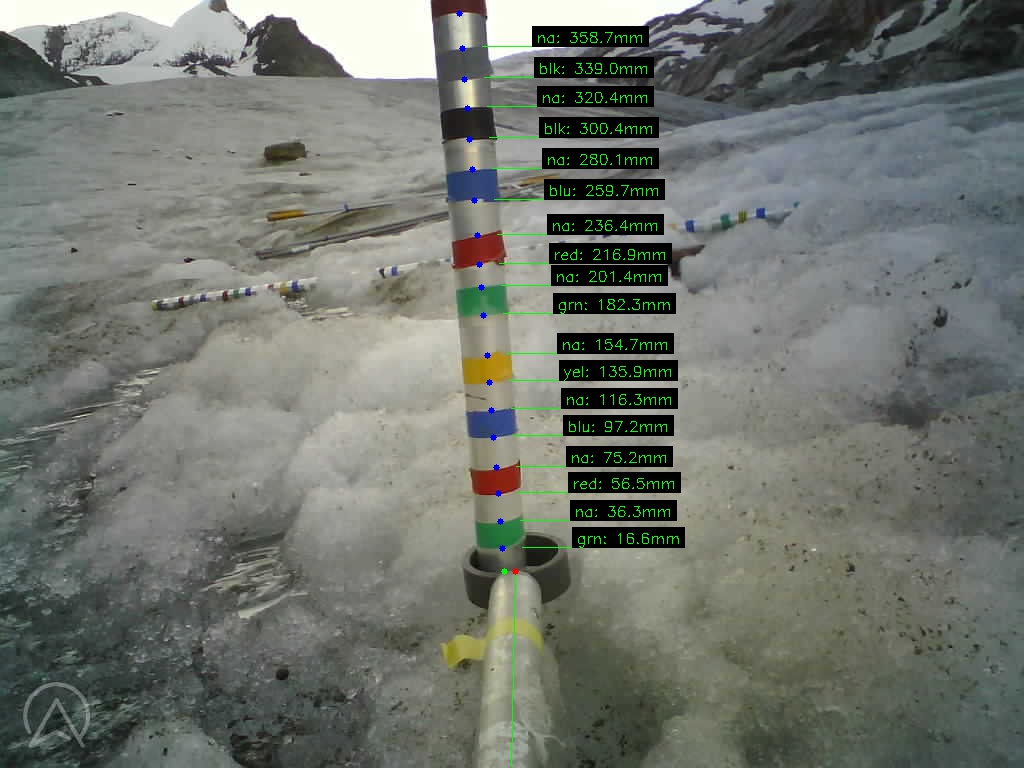 na: 358.7mm
blk: 339.0mm
na: 320.4mm
blk: 300.4mm
na: 280.1mm
blu: 259.7mm
na: 236.4mm
red: 216.9mm
na: 201.4mm
grn: 182.3mm
na: 154.7mm
yel: 135.9mm
na: 116.3mm
blu: 97.2mm
na: 75.2mm
red: 56.5mm
na: 36.3mm
grn: 16.6mm